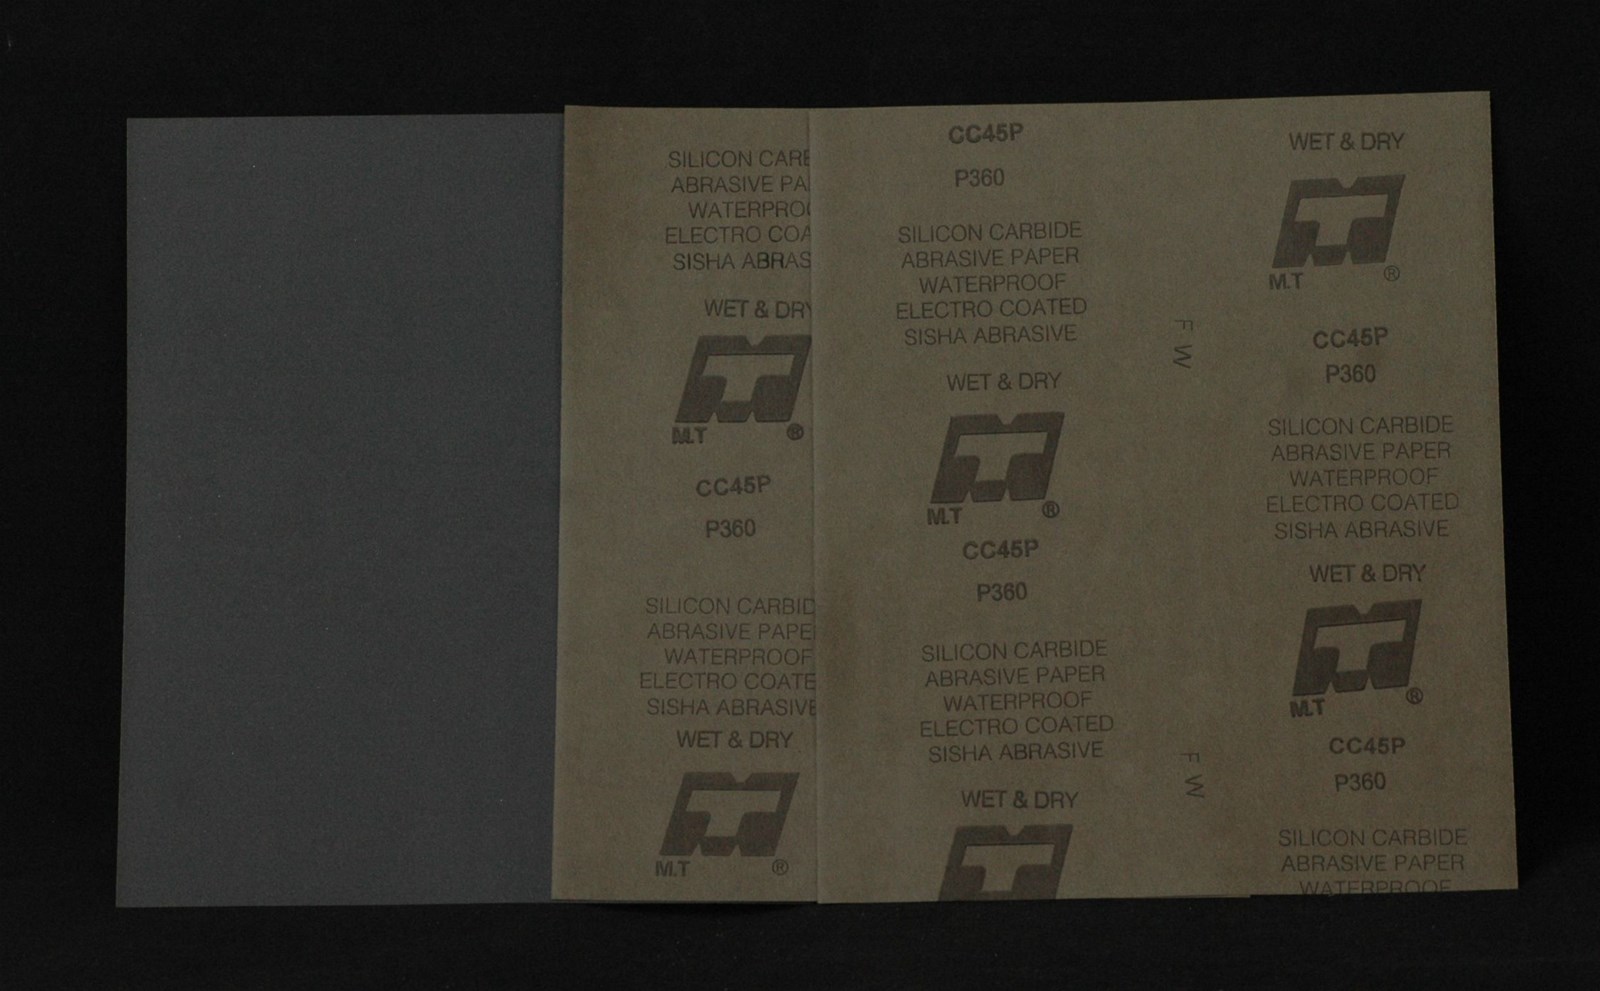 SILICON CARB
ABRASIVE PA
WATERPROO
ELECTRO COA
SISHA ABRAS
WET & DRY
M.T ®
CC45P
P360
SILICON CARBID
ABRASIVE PAPE
WATERPROOF
ELECTRO COATE
SISHA ABRASIVE
WET & DRY
M.T ®
CC45P
P360
SILICON CARBIDE
ABRASIVE PAPER
WATERPROOF
ELECTRO COATED
SISHA ABRASIVE
WET & DRY
M.T ®
CC45P
P360
SILICON CARBIDE
ABRASIVE PAPER
WATERPROOF
ELECTRO COATED
SISHA ABRASIVE
WET & DRY
F W
F W
WET & DRY
M.T ®
CC45P
P360
SILICON CARBIDE
ABRASIVE PAPER
WATERPROOF
ELECTRO COATED
SISHA ABRASIVE
WET & DRY
M.T ®
CC45P
P360
SILICON CARBIDE
ABRASIVE PAPER
WATERPROOF